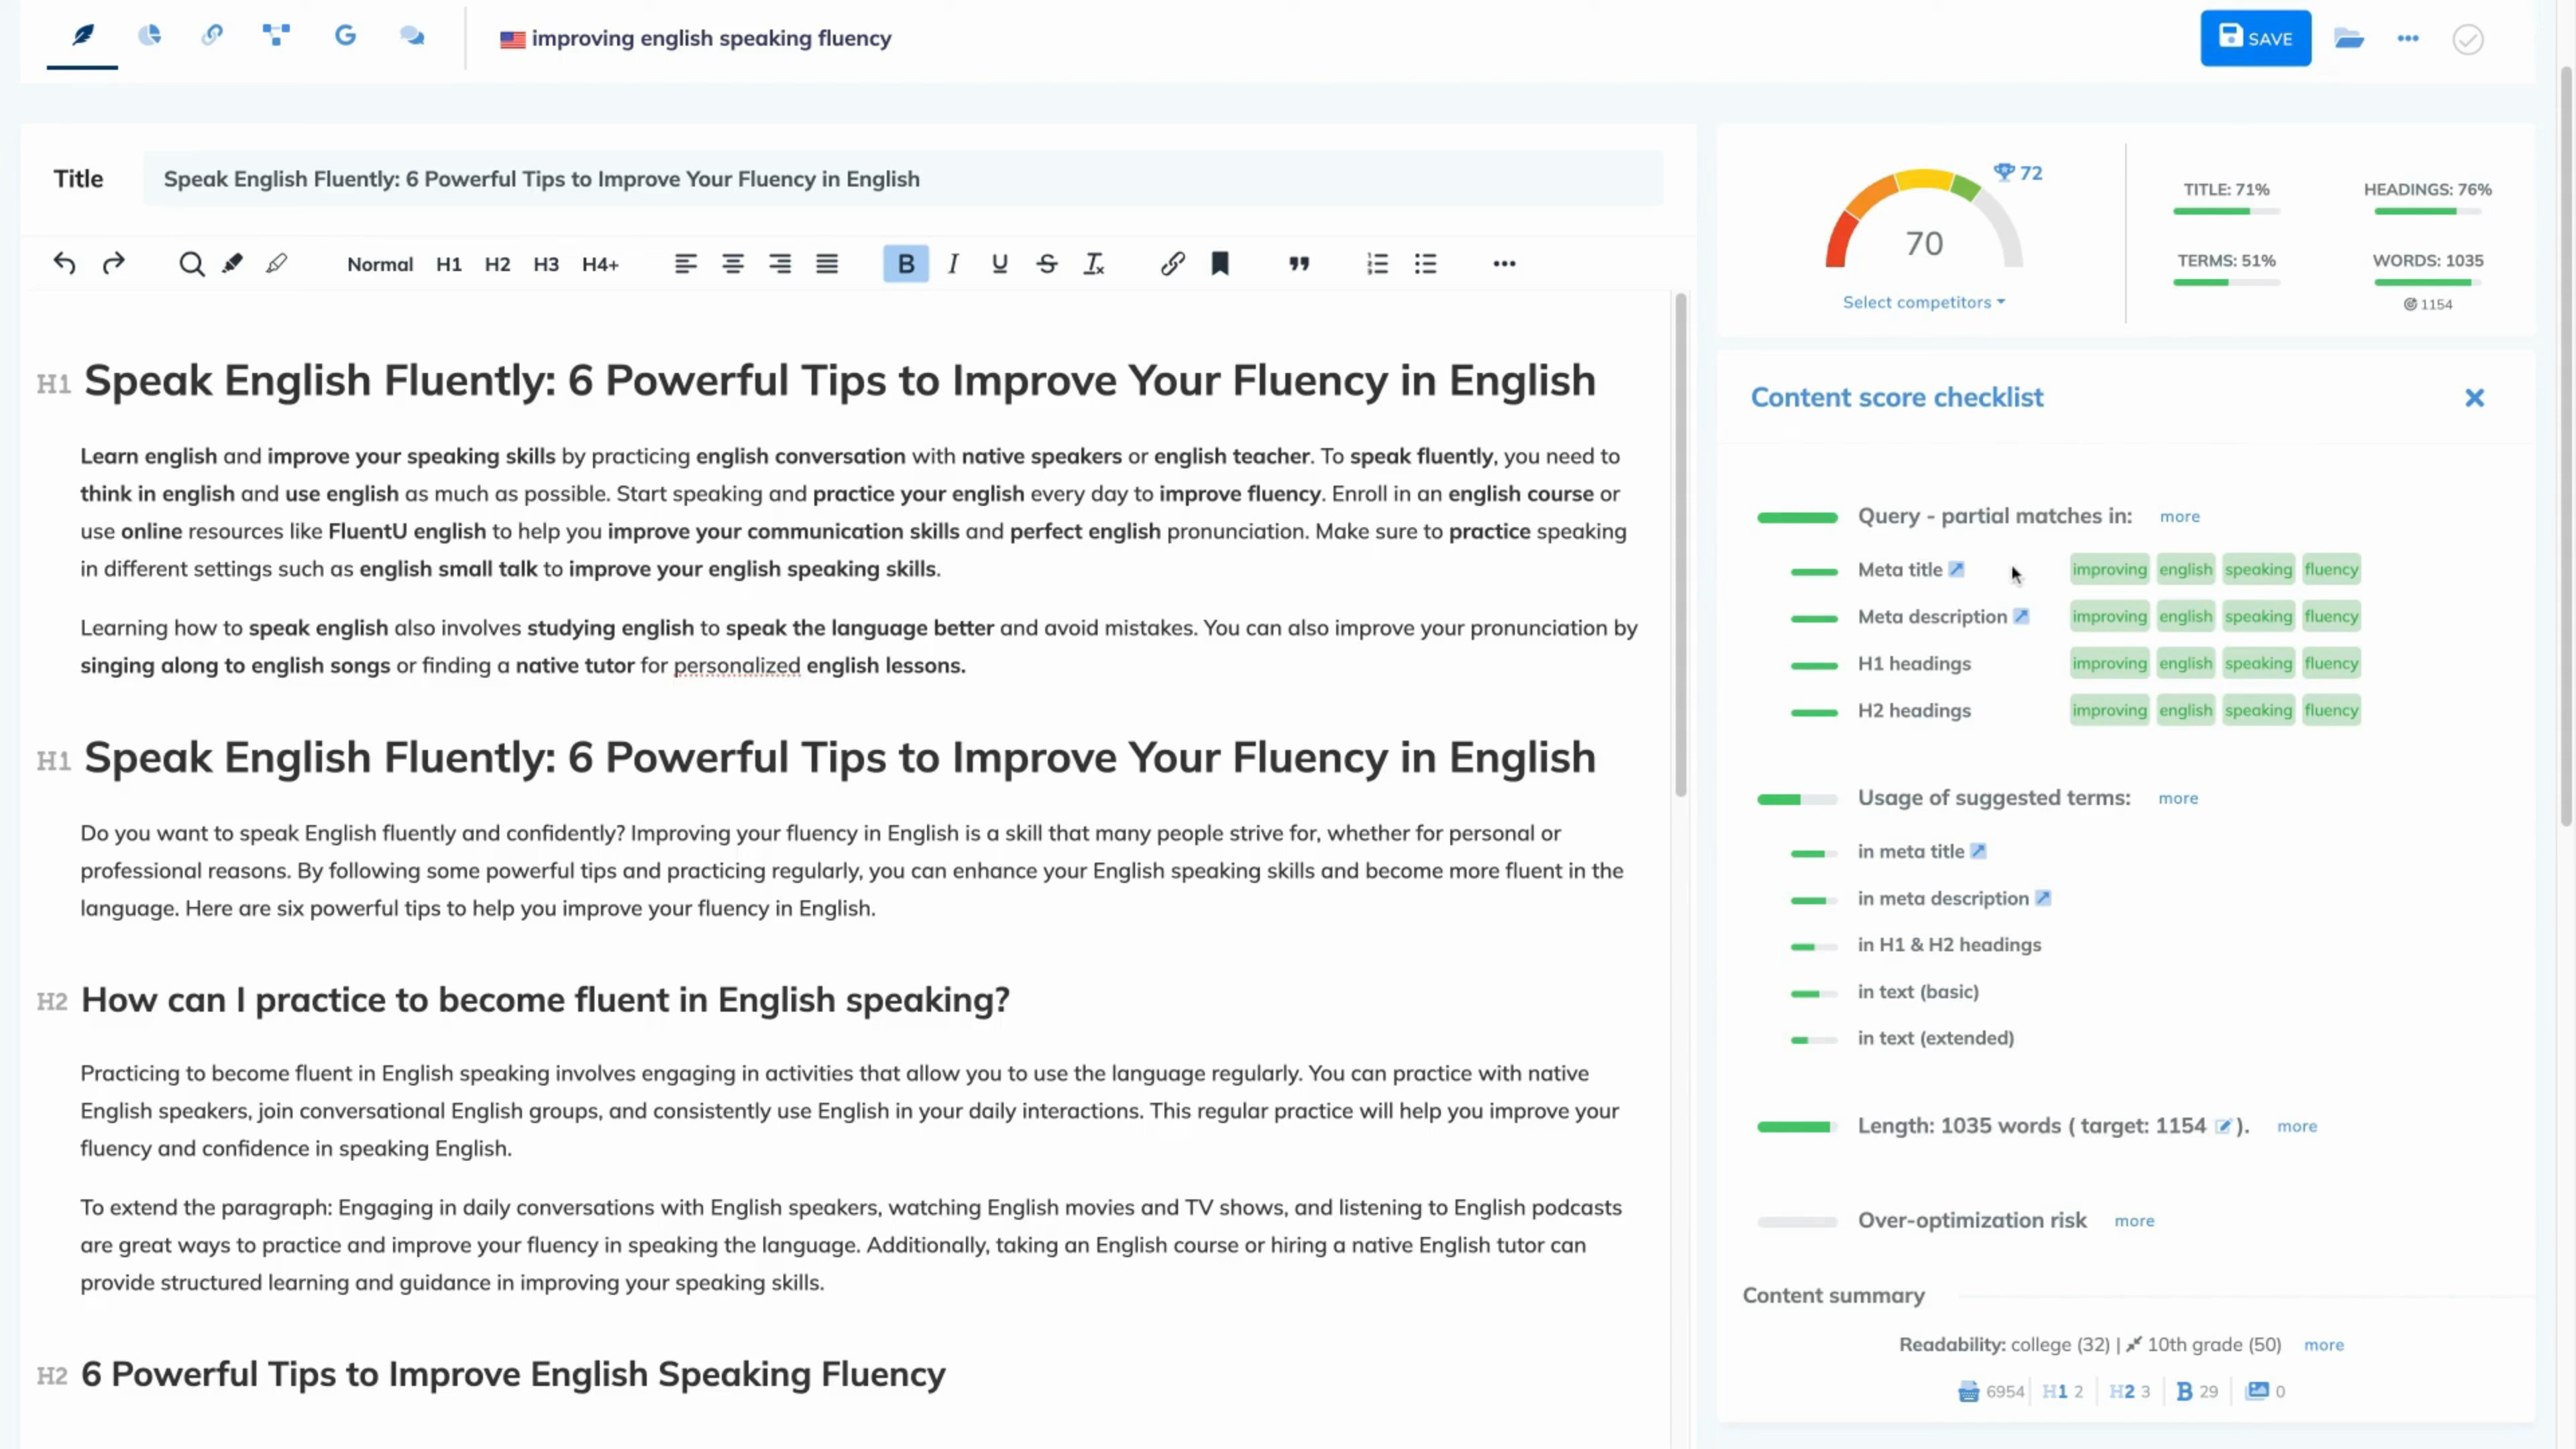 improving english speaking fluency
SAVE
Title
Speak English Fluently: 6 Powerful Tips to Improve Your Fluency in English
Normal H1 H2 H3 H4+
B I U S
H1 Speak English Fluently: 6 Powerful Tips to Improve Your Fluency in English
Learn english and improve your speaking skills by practicing english conversation with native speakers or english teacher. To speak fluently, you need to
think in english and use english as much as possible. Start speaking and practice your english every day to improve fluency. Enroll in an english course or
use online resources like FluentU english to help you improve your communication skills and perfect english pronunciation. Make sure to practice speaking
in different settings such as english small talk to improve your english speaking skills.
Learning how to speak english also involves studying english to speak the language better and avoid mistakes. You can also improve your pronunciation by
singing along to english songs or finding a native tutor for personalized english lessons.
H1 Speak English Fluently: 6 Powerful Tips to Improve Your Fluency in English
Do you want to speak English fluently and confidently? Improving your fluency in English is a skill that many people strive for, whether for personal or
professional reasons. By following some powerful tips and practicing regularly, you can enhance your English speaking skills and become more fluent in the
language. Here are six powerful tips to help you improve your fluency in English.
H2 How can I practice to become fluent in English speaking?
Practicing to become fluent in English speaking involves engaging in activities that allow you to use the language regularly. You can practice with native
English speakers, join conversational English groups, and consistently use English in your daily interactions. This regular practice will help you improve your
fluency and confidence in speaking English.
To extend the paragraph: Engaging in daily conversations with English speakers, watching English movies and TV shows, and listening to English podcasts
are great ways to practice and improve your fluency in speaking the language. Additionally, taking an English course or hiring a native English tutor can
provide structured learning and guidance in improving your speaking skills.
H2 6 Powerful Tips to Improve English Speaking Fluency
72
70
Select competitors
TITLE: 71% HEADINGS: 76%
TERMS: 51% WORDS: 1035
1154
Content score checklist
Query - partial matches in: more
Meta title improving english speaking fluency
Meta description improving english speaking fluency
H1 headings improving english speaking fluency
H2 headings improving english speaking fluency
Usage of suggested terms: more
in meta title
in meta description
in H1 & H2 headings
in text (basic)
in text (extended)
Length: 1035 words ( target: 1154 ). more
Over-optimization risk more
Content summary
Readability: college (32) | 10th grade (50) more
6954 H1 2 H2 3 B 29 0